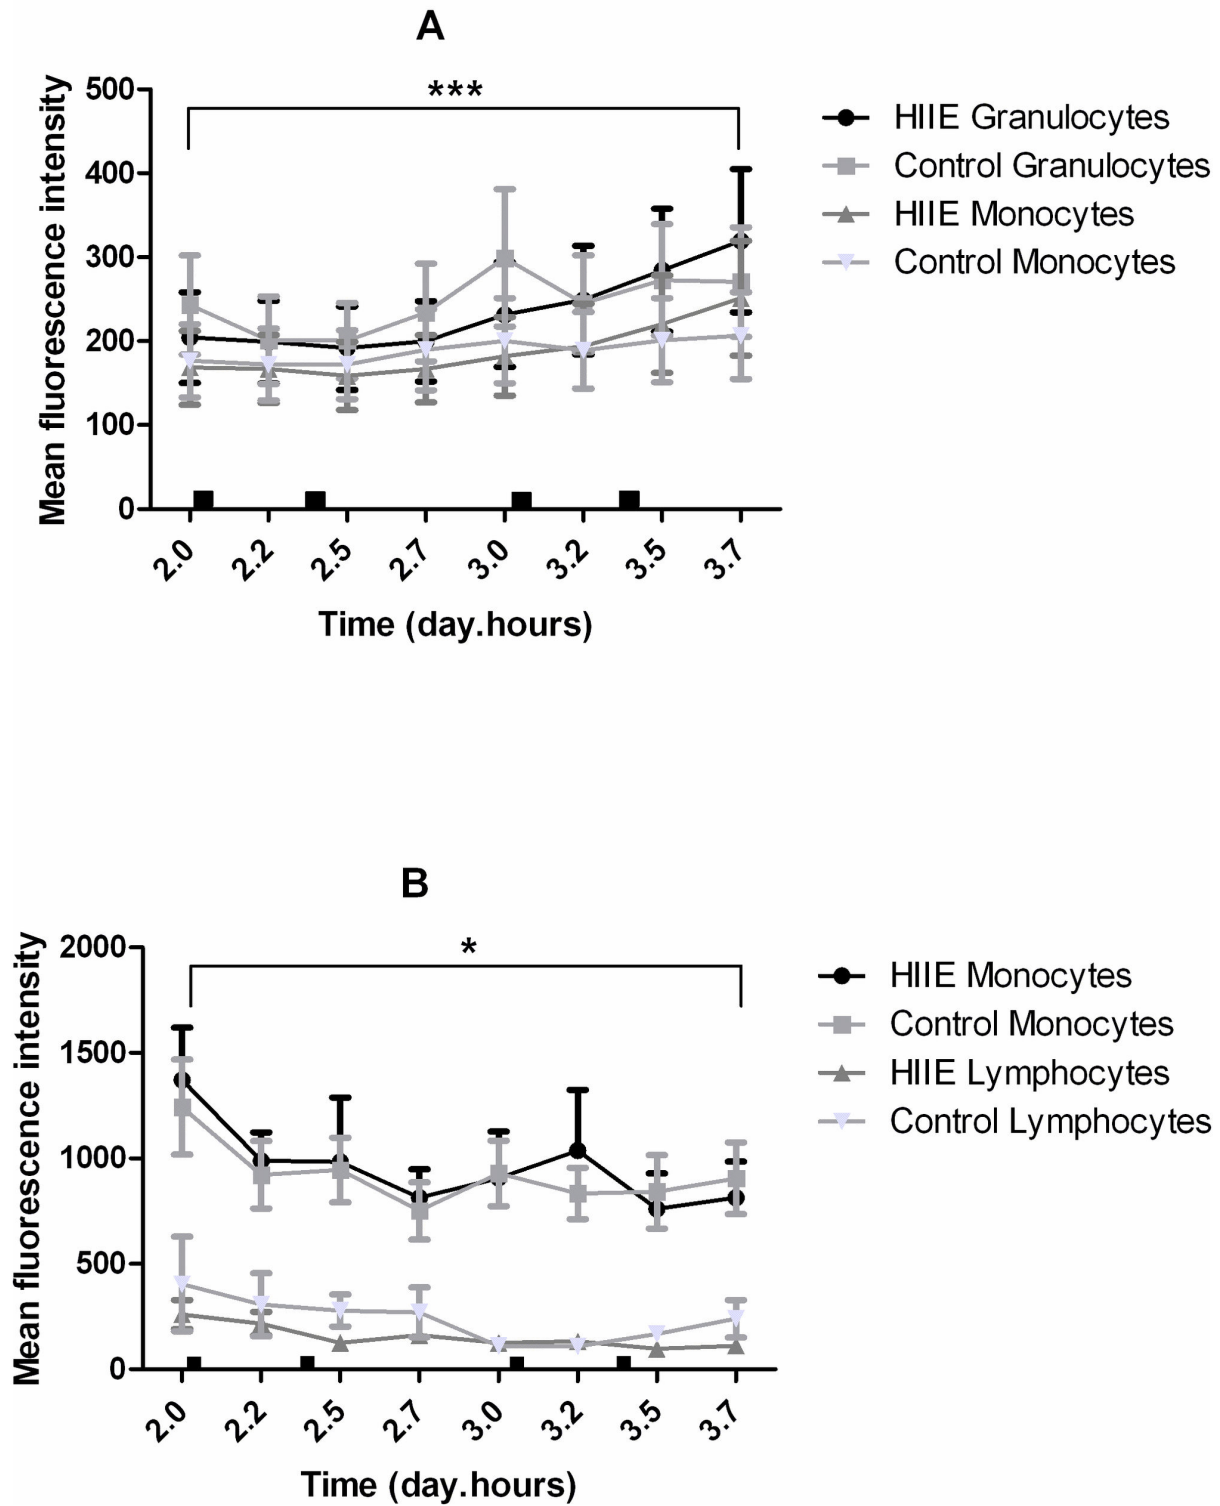 A
Mean fluorescence intensity
500
400
300
200
100
0
***
2.0 2.2 2.5 2.7 3.0 3.2 3.5 3.7
Time (day.hours)
HIIE Granulocytes
Control Granulocytes
HIIE Monocytes
Control Monocytes
B
Mean fluorescence intensity
2000
1500
1000
500
0
*
2.0 2.2 2.5 2.7 3.0 3.2 3.5 3.7
Time (day.hours)
HIIE Monocytes
Control Monocytes
HIIE Lymphocytes
Control Lymphocytes